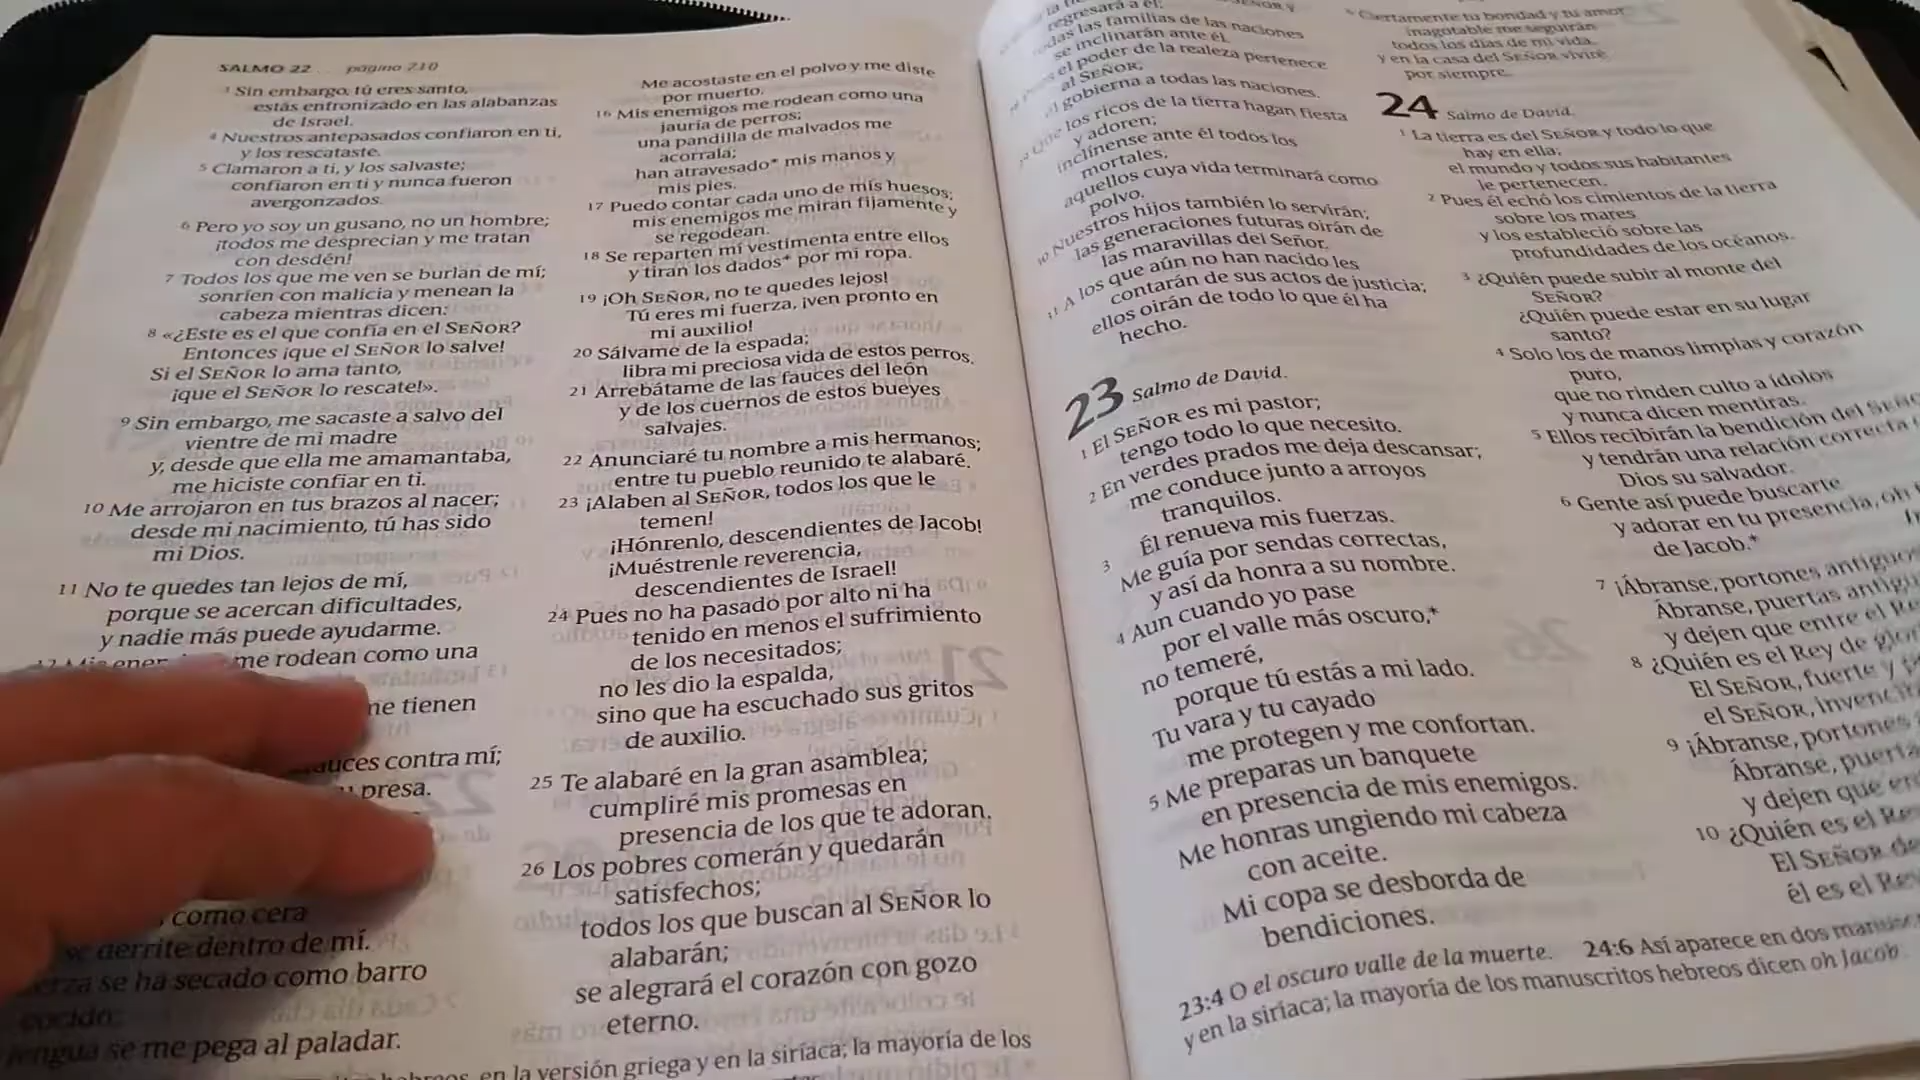 SALMO 22 ... página 710
3 Sin embargo, tú eres santo,
estás entronizado en las alabanzas
de Israel.
4 Nuestros antepasados confiaron en ti,
y los rescataste.
5 Clamaron a ti, y los salvaste;
confiaron en ti y nunca fueron
avergonzados.
6 Pero yo soy un gusano, no un hombre;
¡todos me desprecian y me tratan
con desdén!
7 Todos los que me ven se burlan de mí;
sonríen con malicia y menean la
cabeza mientras dicen:
8 «¿Este es el que confía en el SEÑOR?
Entonces ¡que el SEÑOR lo salve!
Si el SEÑOR lo ama tanto,
¡que el SEÑOR lo rescate!».
9 Sin embargo, me sacaste a salvo del
vientre de mi madre
y, desde que ella me amamantaba,
me hiciste confiar en ti.
10 Me arrojaron en tus brazos al nacer;
desde mi nacimiento, tú has sido
mi Dios.
11 No te quedes tan lejos de mí,
porque se acercan dificultades,
y nadie más puede ayudarme.
me rodean como una
me tienen
contra mí;
presa.
como cera
derrite dentro de mí.
se ha secado como barro
cocido;
lengua se me pega al paladar.
Me acostaste en el polvo y me diste
por muerto.
16 Mis enemigos me rodean como una
jauría de perros;
una pandilla de malvados me
acorrala;
han atravesado* mis manos y
mis pies.
17 Puedo contar cada uno de mis huesos;
mis enemigos me miran fijamente y
se regodean.
18 Se reparten mi vestimenta entre ellos
y tiran los dados* por mi ropa.
19 ¡Oh SEÑOR, no te quedes lejos!
Tú eres mi fuerza, ¡ven pronto en
mi auxilio!
20 Sálvame de la espada;
libra mi preciosa vida de estos perros.
21 Arrebátame de las fauces del león
y de los cuernos de estos bueyes
salvajes.
22 Anunciaré tu nombre a mis hermanos;
entre tu pueblo reunido te alabaré.
23 ¡Alaben al SEÑOR, todos los que le
temen!
¡Hónrenlo, descendientes de Jacob!
¡Muéstrenle reverencia,
descendientes de Israel!
24 Pues no ha pasado por alto ni ha
tenido en menos el sufrimiento
de los necesitados;
no les dio la espalda,
sino que ha escuchado sus gritos
de auxilio.
25 Te alabaré en la gran asamblea;
cumpliré mis promesas en
presencia de los que te adoran.
26 Los pobres comerán y quedarán
satisfechos;
todos los que buscan al SEÑOR lo
alabarán;
se alegrará el corazón con gozo
eterno.
en la versión griega y en la siríaca; la mayoría de los
regresará a él;
las familias de las naciones
se inclinarán ante él.
el poder de la realeza pertenece
al SEÑOR;
gobierna a todas las naciones.
los ricos de la tierra hagan fiesta
y adoren;
inclínense ante él todos los
mortales,
aquellos cuya vida terminará como
polvo.
Nuestros hijos también lo servirán;
las generaciones futuras oirán de
las maravillas del Señor.
A los que aún no han nacido les
contarán de sus actos de justicia;
ellos oirán de todo lo que él ha
hecho.
23 Salmo de David.
1 El SEÑOR es mi pastor;
tengo todo lo que necesito.
2 En verdes prados me deja descansar;
me conduce junto a arroyos
tranquilos.
3 Él renueva mis fuerzas.
Me guía por sendas correctas,
y así da honra a su nombre.
4 Aun cuando yo pase
por el valle más oscuro,*
no temeré,
porque tú estás a mi lado.
Tu vara y tu cayado
me protegen y me confortan.
5 Me preparas un banquete
en presencia de mis enemigos.
Me honras ungiendo mi cabeza
con aceite.
Mi copa se desborda de
bendiciones.
6 Ciertamente tu bondad y tu amor
inagotable me seguirán
todos los días de mi vida,
y en la casa del SEÑOR viviré
por siempre.
24 Salmo de David.
1 La tierra es del SEÑOR y todo lo que
hay en ella;
el mundo y todos sus habitantes
le pertenecen.
2 Pues él echó los cimientos de la tierra
sobre los mares
y los estableció sobre las
profundidades de los océanos.
3 ¿Quién puede subir al monte del
SEÑOR?
¿Quién puede estar en su lugar
santo?
4 Solo los de manos limpias y corazón
puro,
que no rinden culto a ídolos
y nunca dicen mentiras.
5 Ellos recibirán la bendición del SEÑOR
y tendrán una relación correcta
Dios su salvador.
6 Gente así puede buscarte
y adorar en tu presencia, oh
de Jacob.*
7 ¡Ábranse, portones antiguos
Ábranse, puertas
y dejen que entre el
8 ¿Quién es el Rey de
El SEÑOR, fuerte y
el SEÑOR,
9 ¡Ábranse, portones
Ábranse,
y dejen que
10 ¿Quién es el
El SEÑOR de
él es el
23:4 O el oscuro valle de la muerte. 24:6 Así aparece en dos
y en la siríaca; la mayoría de los manuscritos hebreos dicen oh Jacob.